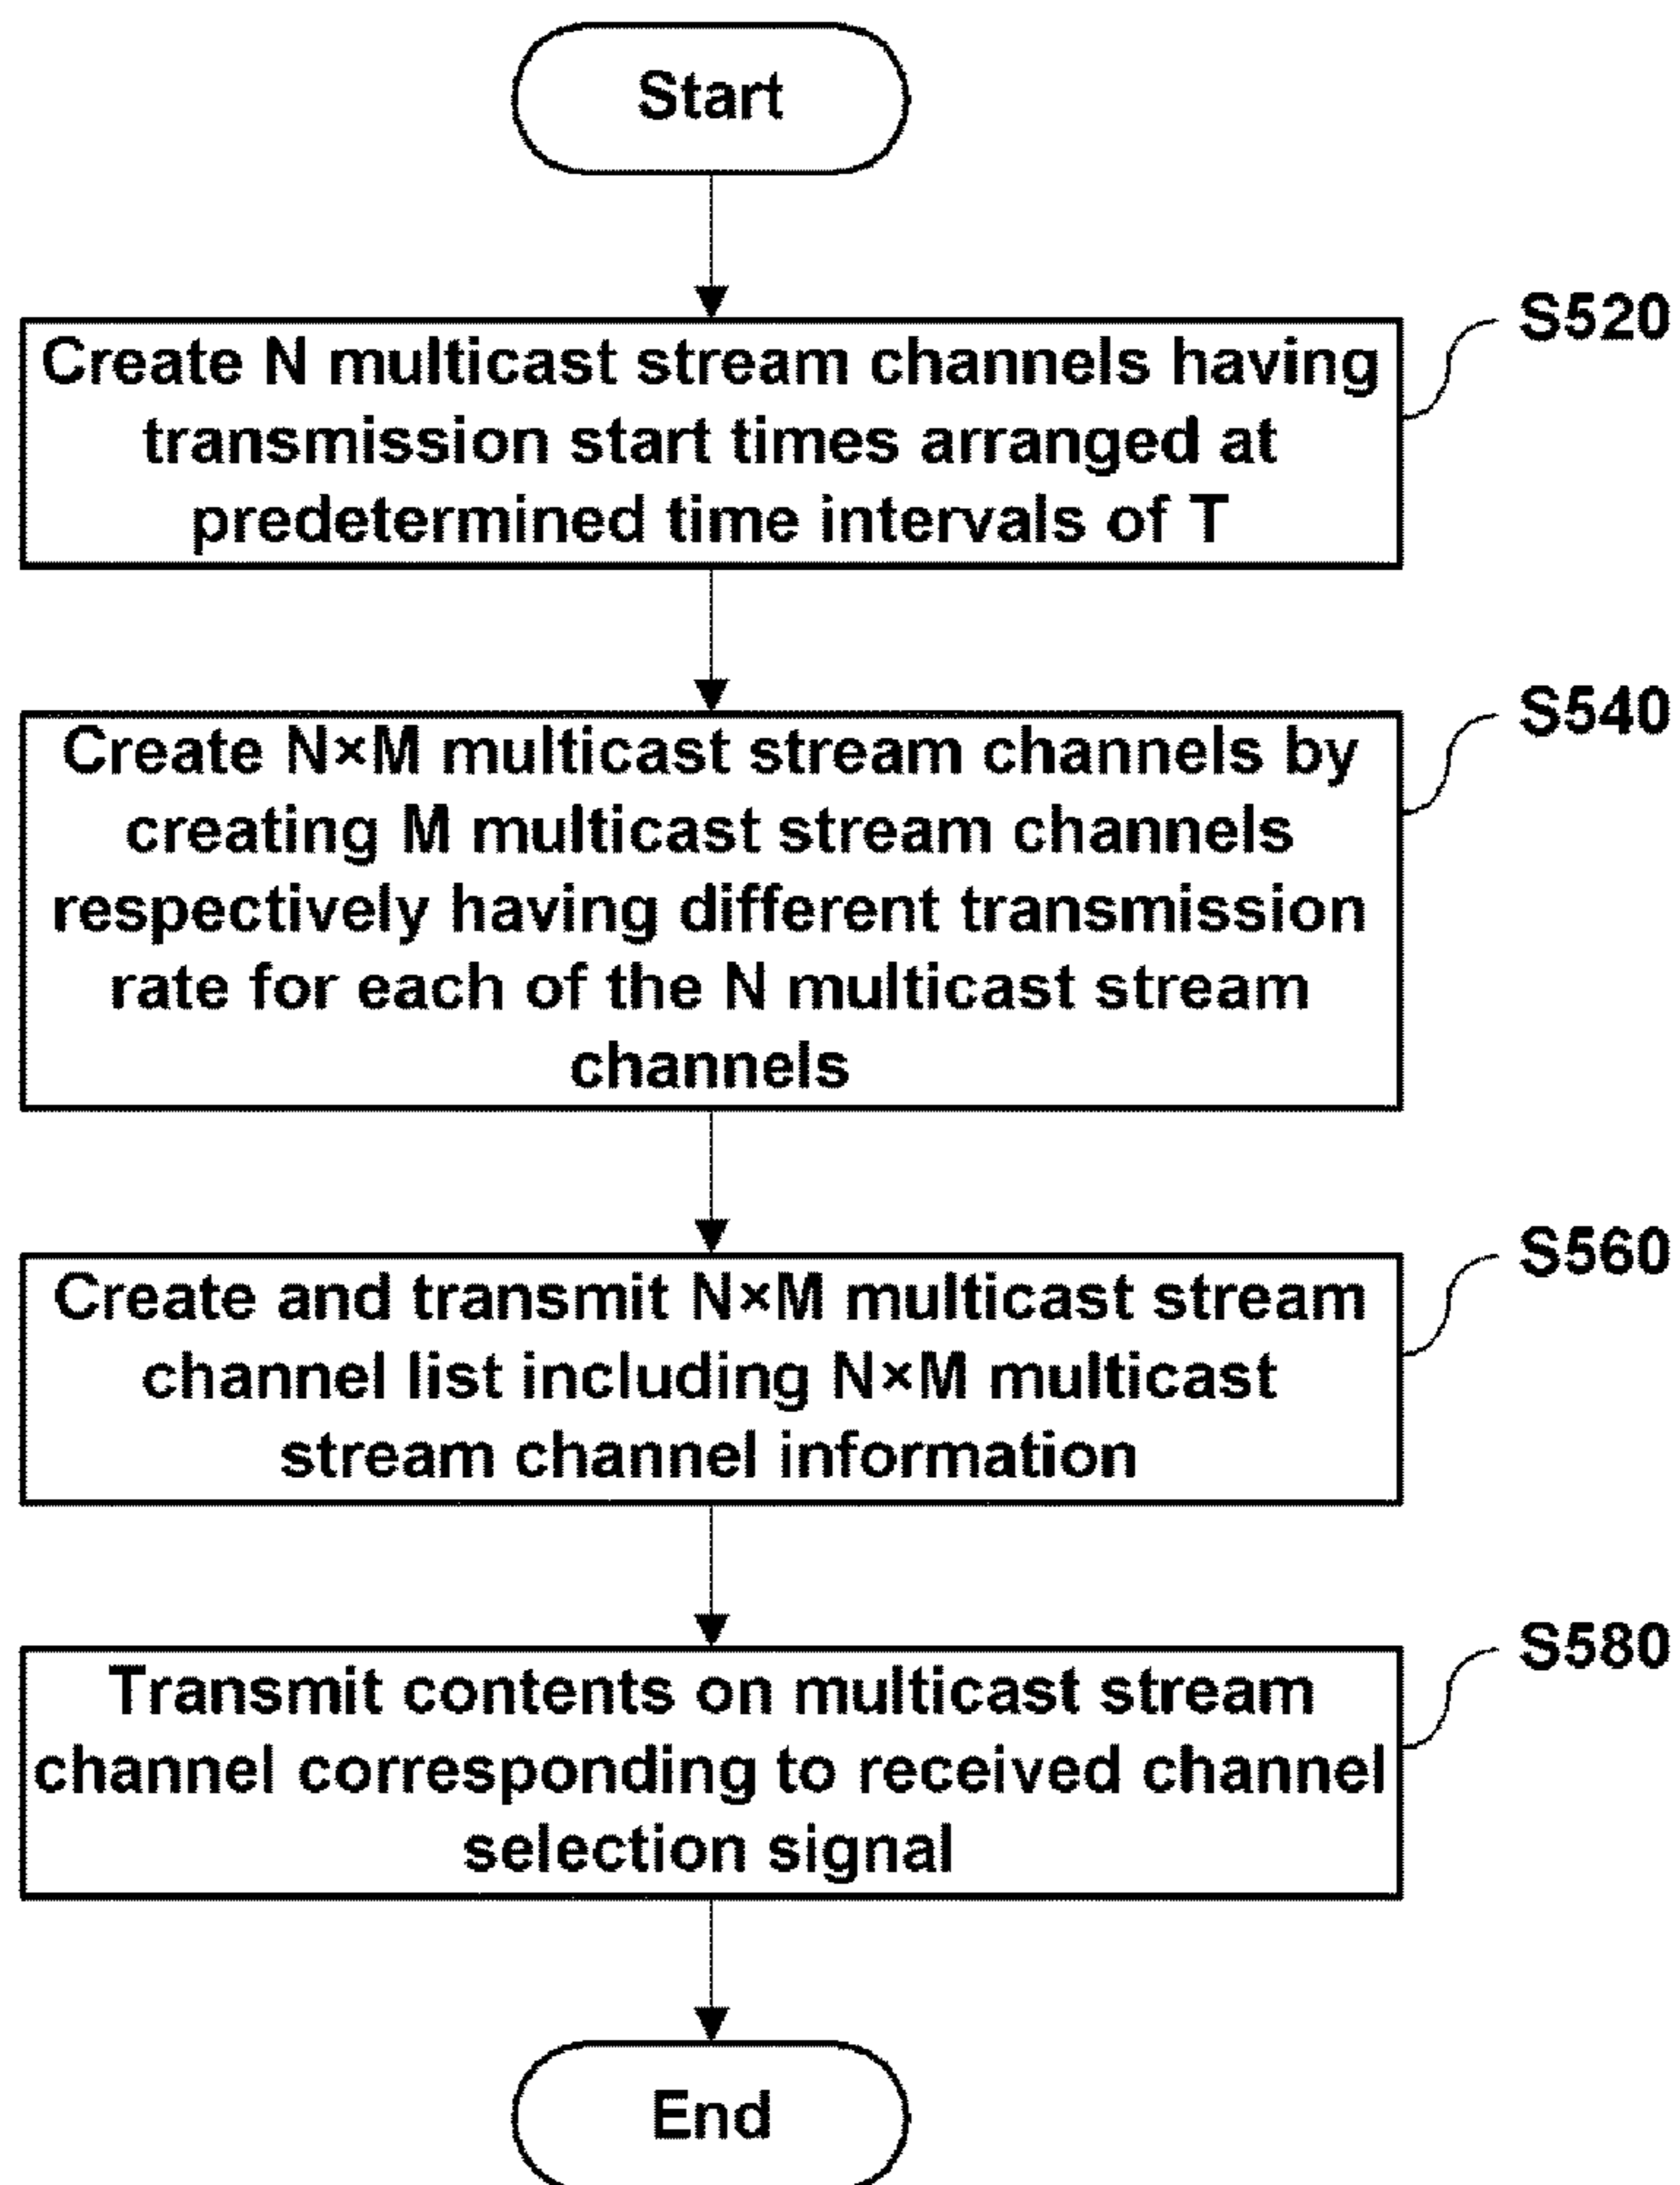 Start
S520
Create N multicast stream channels having
transmission start times arranged at
predetermined time intervals of T
S540
Create N×M multicast stream channels by
creating M multicast stream channels
respectively having different transmission
rate for each of the N multicast stream
channels
S560
Create and transmit N×M multicast stream
channel list including N×M multicast
stream channel information
S580
Transmit contents on multicast stream
channel corresponding to received channel
selection signal
End